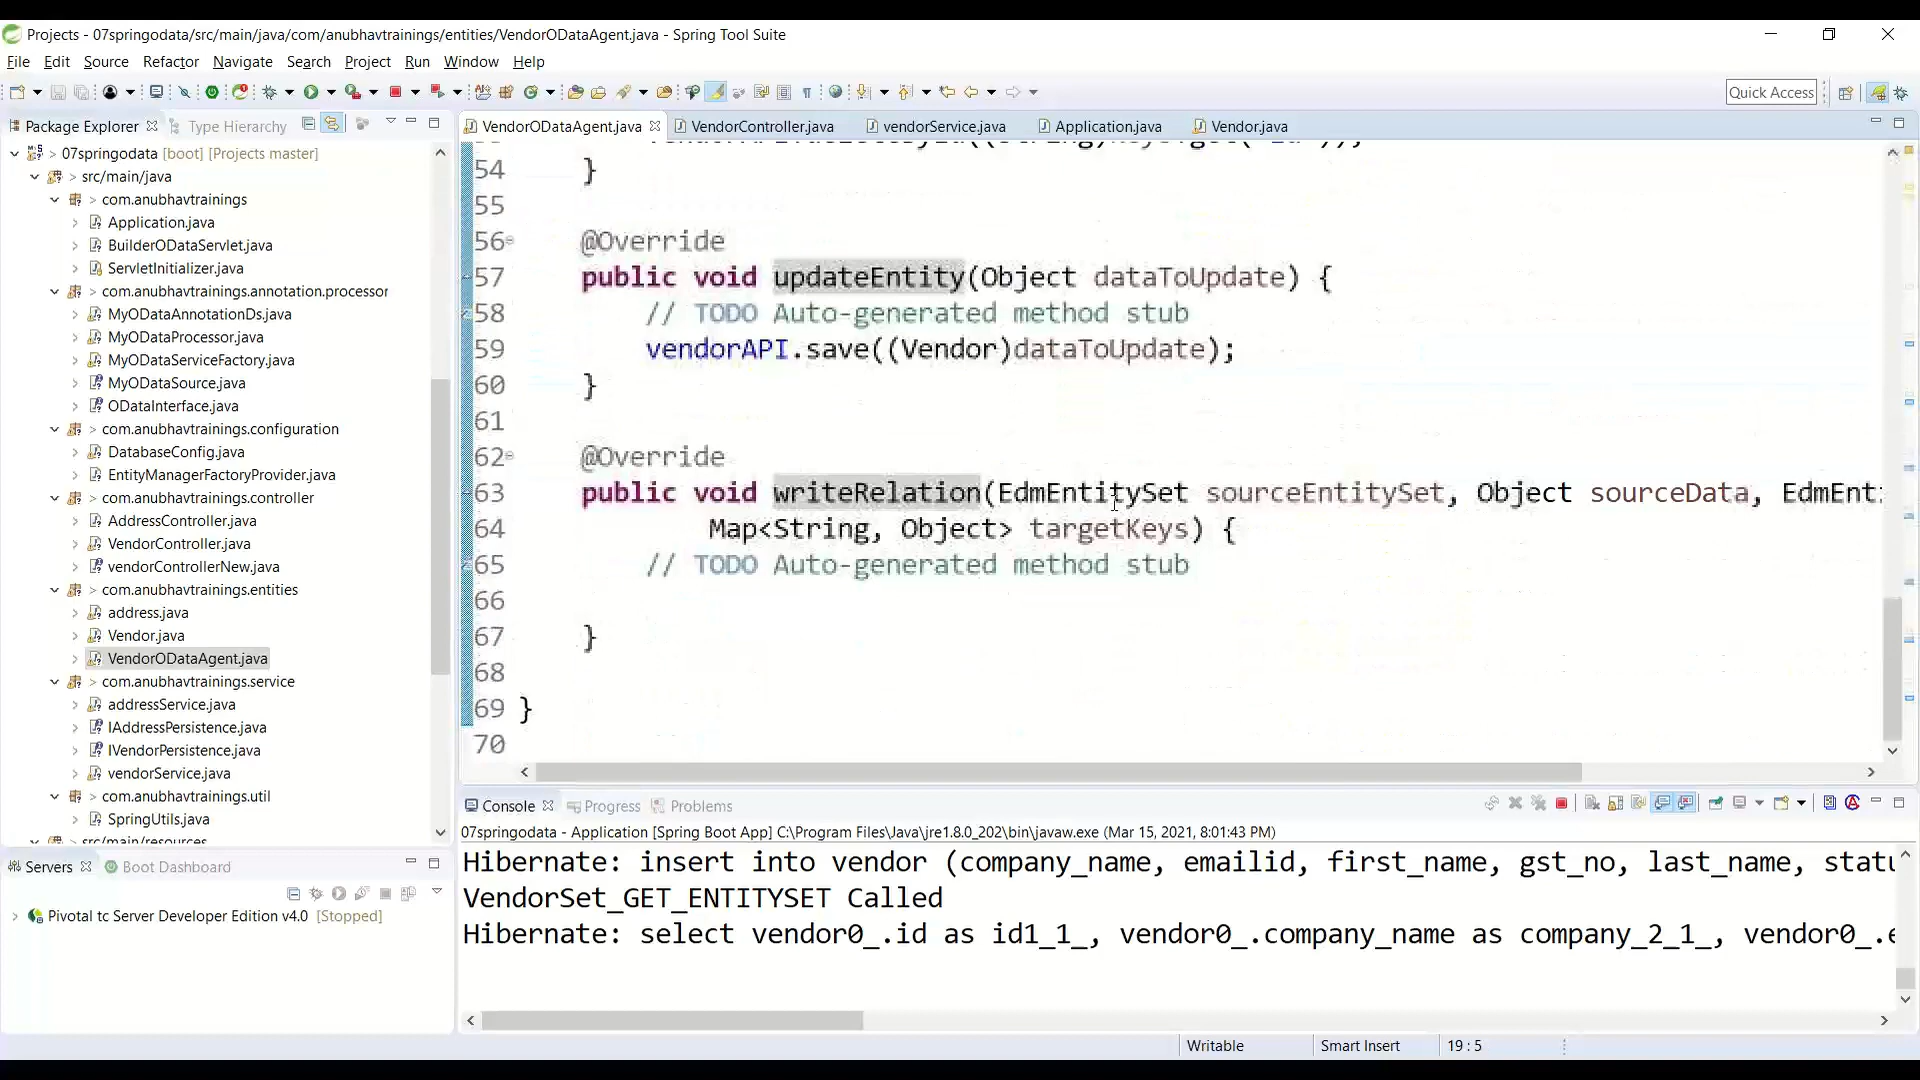 Projects - 07springodata/src/main/java/com/anubhavtrainings/entities/VendorODataAgent.java - Spring Tool Suite
File Edit Source Refactor Navigate Search Project Run Window Help
Quick Access
Package Explorer Type Hierarchy
VendorODataAgent.java VendorController.java vendorService.java Application.java Vendor.java
> 07springodata [boot] [Projects master]
> src/main/java
> com.anubhavtrainings
Application.java
BuilderODataServlet.java
ServletInitializer.java
> com.anubhavtrainings.annotation.processor
MyODataAnnotationDs.java
MyODataProcessor.java
MyODataServiceFactory.java
MyODataSource.java
ODataInterface.java
> com.anubhavtrainings.configuration
DatabaseConfig.java
EntityManagerFactoryProvider.java
> com.anubhavtrainings.controller
AddressController.java
VendorController.java
vendorControllerNew.java
> com.anubhavtrainings.entities
address.java
Vendor.java
VendorODataAgent.java
> com.anubhavtrainings.service
addressService.java
IAddressPersistence.java
IVendorPersistence.java
vendorService.java
> com.anubhavtrainings.util
SpringUtils.java
> src/main/resources
54 }
55
56 @Override
57 public void updateEntity(Object dataToUpdate) {
58 // TODO Auto-generated method stub
59 vendorAPI.save((Vendor)dataToUpdate);
60 }
61
62 @Override
63 public void writeRelation(EdmEntitySet sourceEntitySet, Object sourceData, EdmEnt
64 Map<String, Object> targetKeys) {
65 // TODO Auto-generated method stub
66
67 }
68
69 }
70
Servers Boot Dashboard
Pivotal tc Server Developer Edition v4.0 [Stopped]
Console Progress Problems
07springodata - Application [Spring Boot App] C:\Program Files\Java\jre1.8.0_202\bin\javaw.exe (Mar 15, 2021, 8:01:43 PM)
Hibernate: insert into vendor (company_name, emailid, first_name, gst_no, last_name, statu
VendorSet_GET_ENTITYSET Called
Hibernate: select vendor0_.id as id1_1_, vendor0_.company_name as company_2_1_, vendor0_.e
Writable Smart Insert 19 : 5